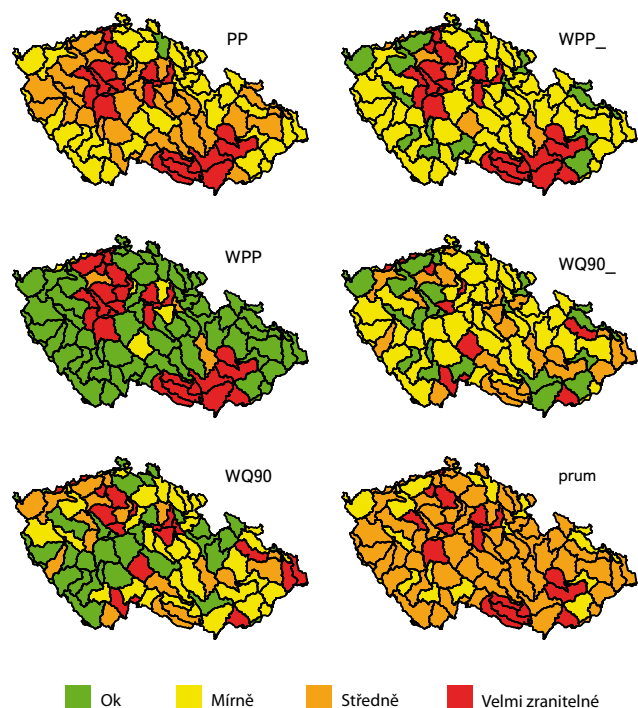 PP
WPP_
WPP
WQ90_
WQ90
prum
Ok Mírně Středně Velmi zranitelné